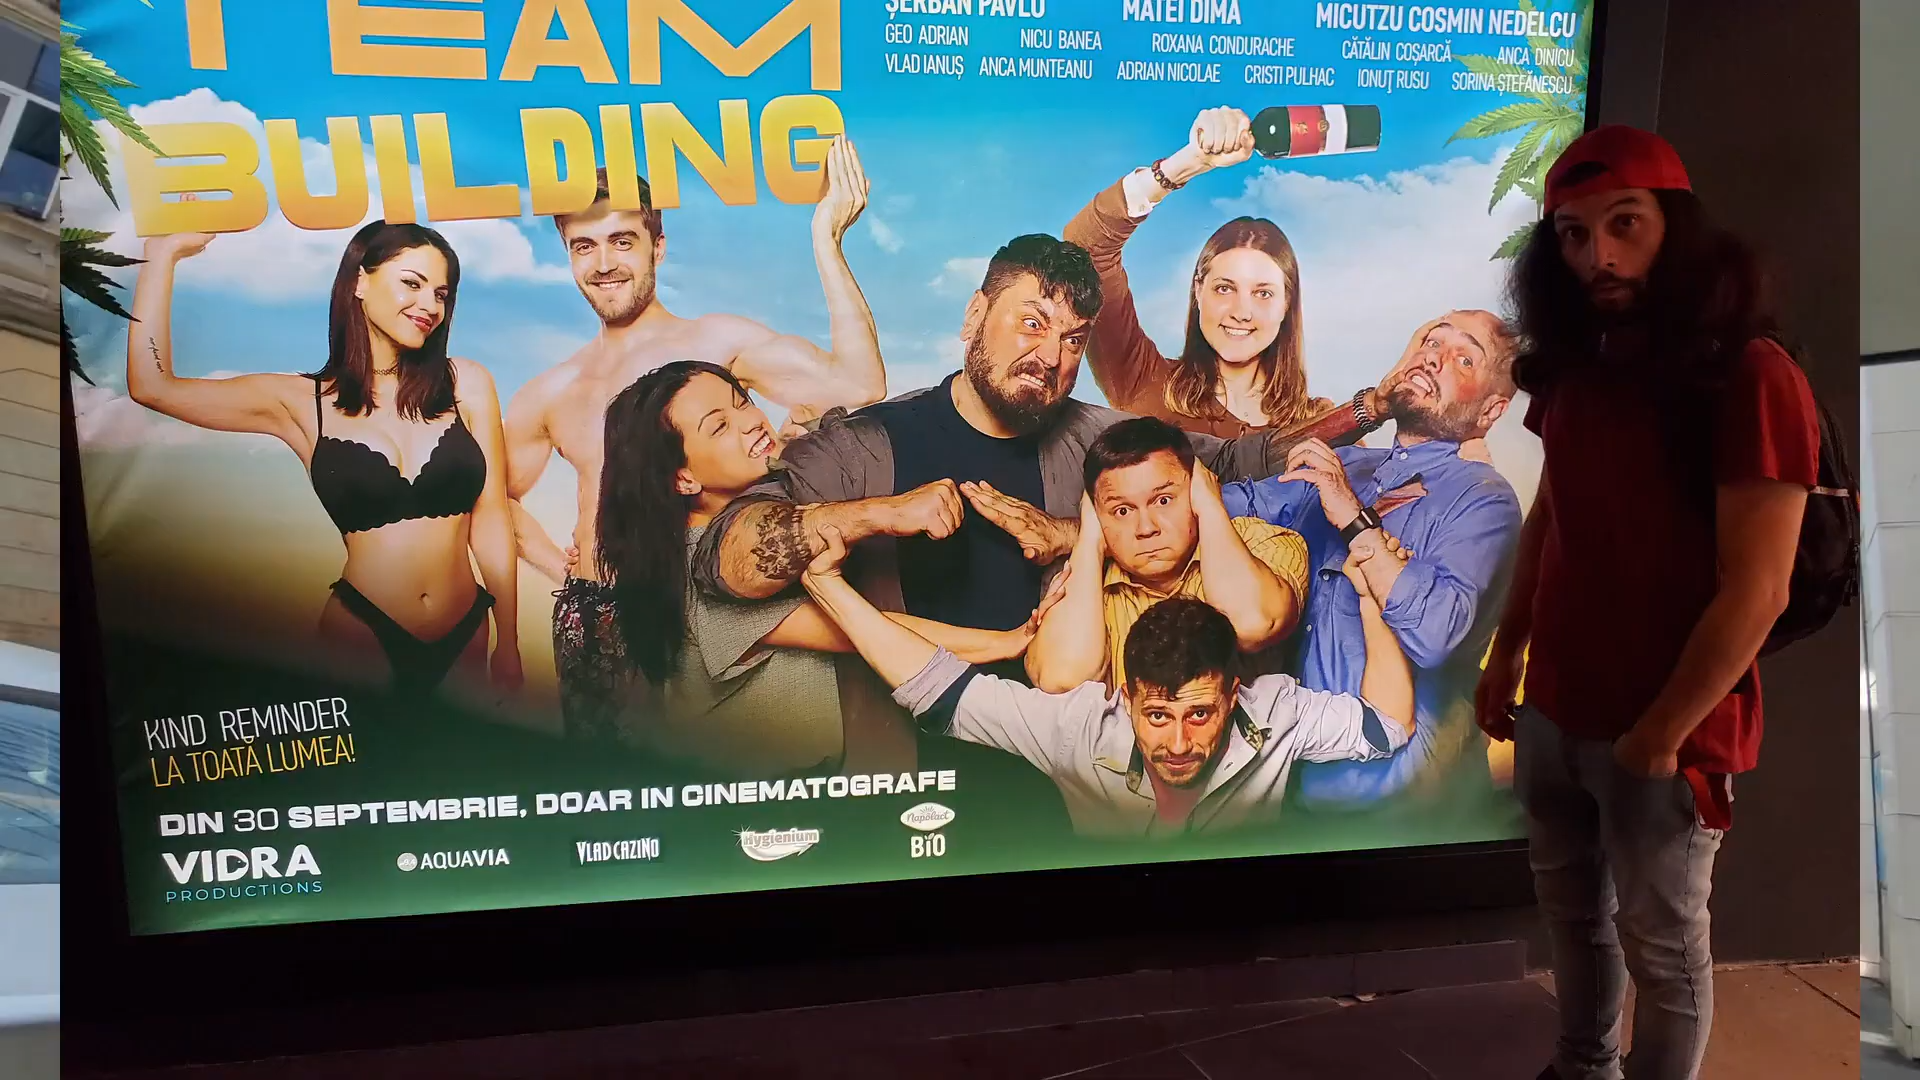 TEAM
BUILDING
ȘERBAN PAVLU MATEI DIMA MICUTZU COSMIN NEDELCU
GEO ADRIAN NICU BANEA ROXANA CONDURACHE CĂTĂLIN COȘARCĂ ANCA DINICU
VLAD IANUȘ ANCA MUNTEANU ADRIAN NICOLAE CRISTI PULHAC IONUŢ RUSU SORINA ȘTEFĂNESCU
KIND REMINDER
LA TOATĂ LUMEA!
DIN 30 SEPTEMBRIE, DOAR IN CINEMATOGRAFE
VIDRA
PRODUCTIONS
AQUAVIA
VLAD CAZINO
Hygienium
Napolact
BIO